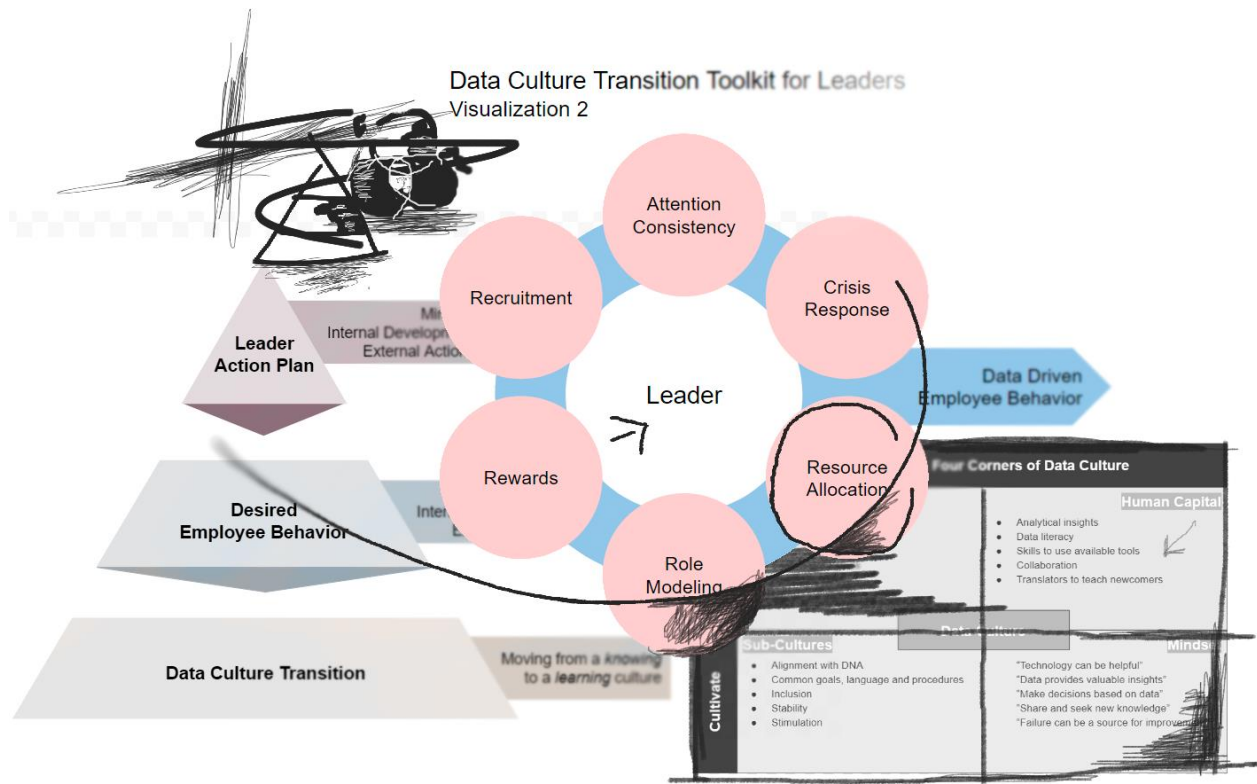 Data Culture Transition Toolkit for Leaders
Visualization 2
Attention
Consistency
Recruitment
Crisis
Response
Leader
Rewards
Resource
Allocation
Role
Modeling
Leader
Action Plan
Internal
External Action
Desired
Employee Behavior
Data Culture Transition
Moving from a knowing
to a learning culture
Data Driven
Employee Behavior
Four Corners of Data Culture
Human Capital
Analytical insights
Data literacy
Skills to use available tools
Collaboration
Translators to teach newcomers
Data Culture
Cultivate
Sub-Cultures
Alignment with DNA
Common goals, language and procedures
Inclusion
Stability
Stimulation
"Technology can be helpful"
"Data provides valuable insights"
"Make decisions based on data"
"Share and seek new knowledge"
"Failure can be a source for